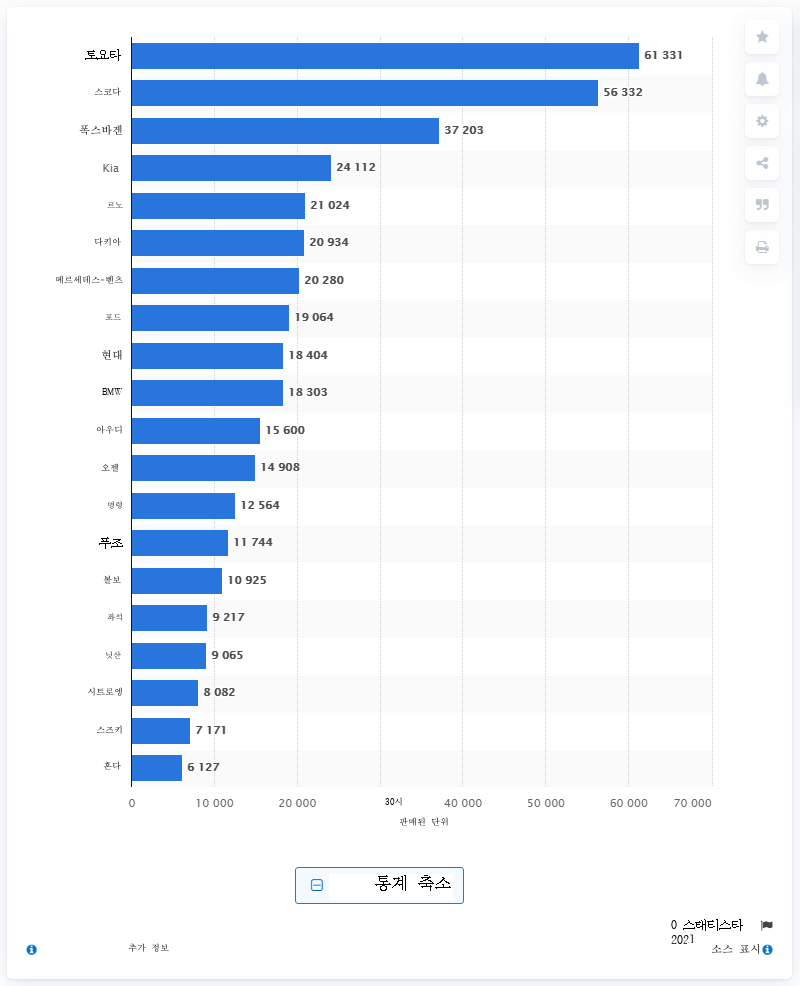 토요타
61 331
스코다
56 332
폭스바겐
37 203
Kia
24 112
르노
21 024
다키아
20 934
메르세데스-벤츠
20 280
포드
19 064
현대
18 404
BMW
18 303
아우디
15 600
오펠
14 908
명령
12 564
푸조
11 744
볼보
10 925
좌석
9 217
닛산
9 065
시트로엥
8 082
스즈키
7 171
혼다
6 127
0 10 000 20 000 30시 40 000 50 000 60 000 70 000
판매된 단위
통계 축소
0 스태티스타
2021
추가 정보
소스 표시